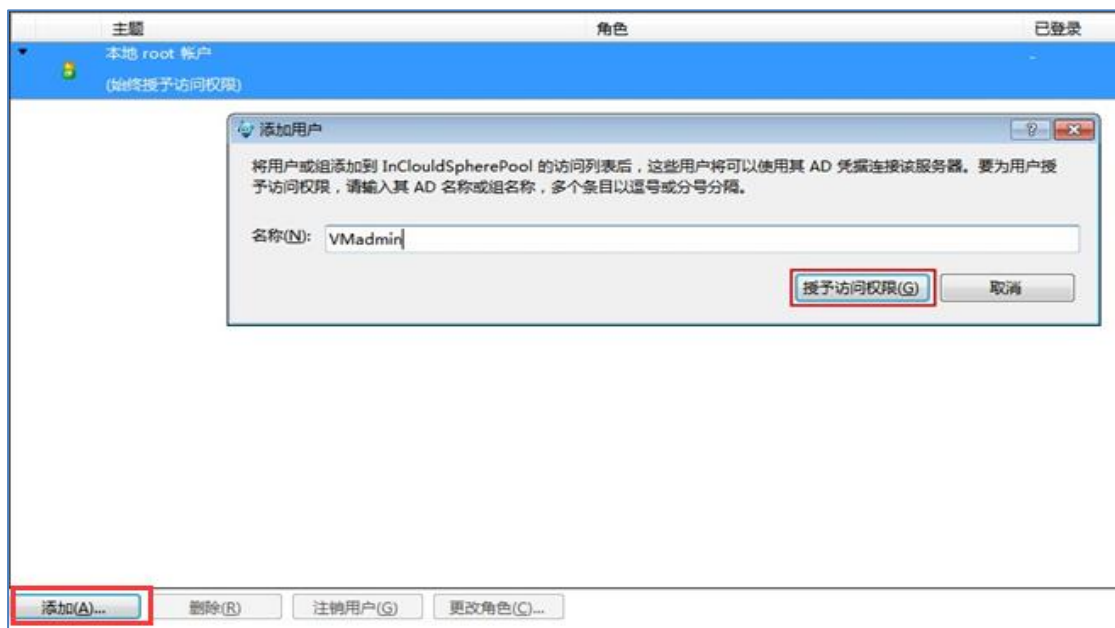 主题 角色 已登录
本地 root 帐户 -
(始终授予访问权限)
添加用户
将用户或组添加到 InClouldSpherePool 的访问列表后，这些用户将可以使用其 AD 凭据连接该服务器。要为用户授
予访问权限，请输入其 AD 名称或组名称，多个条目以逗号或分号分隔。
名称(N): VMadmin
授予访问权限(G) 取消
添加(A)... 删除(R) 注销用户(G) 更改角色(C)...